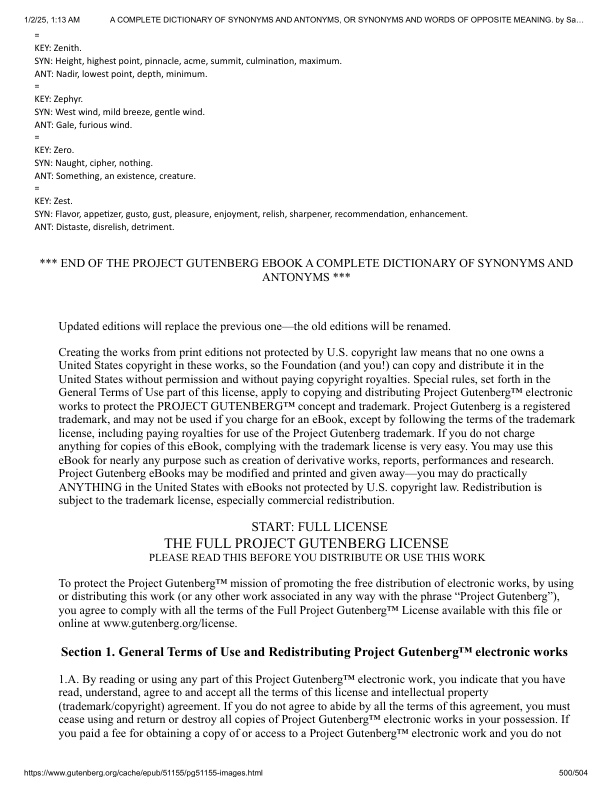 1/2/25, 1:13 AM A COMPLETE DICTIONARY OF SYNONYMS AND ANTONYMS, OR SYNONYMS AND WORDS OF OPPOSITE MEANING. by Sa…
=
KEY: Zenith.
SYN: Height, highest point, pinnacle, acme, summit, culmination, maximum.
ANT: Nadir, lowest point, depth, minimum.
=
KEY: Zephyr.
SYN: West wind, mild breeze, gentle wind.
ANT: Gale, furious wind.
=
KEY: Zero.
SYN: Naught, cipher, nothing.
ANT: Something, an existence, creature.
=
KEY: Zest.
SYN: Flavor, appetizer, gusto, gust, pleasure, enjoyment, relish, sharpener, recommendation, enhancement.
ANT: Distaste, disrelish, detriment.
*** END OF THE PROJECT GUTENBERG EBOOK A COMPLETE DICTIONARY OF SYNONYMS AND
ANTONYMS ***
Updated editions will replace the previous one—the old editions will be renamed.
Creating the works from print editions not protected by U.S. copyright law means that no one owns a
United States copyright in these works, so the Foundation (and you!) can copy and distribute it in the
United States without permission and without paying copyright royalties. Special rules, set forth in the
General Terms of Use part of this license, apply to copying and distributing Project Gutenberg™ electronic
works to protect the PROJECT GUTENBERG™ concept and trademark. Project Gutenberg is a registered
trademark, and may not be used if you charge for an eBook, except by following the terms of the trademark
license, including paying royalties for use of the Project Gutenberg trademark. If you do not charge
anything for copies of this eBook, complying with the trademark license is very easy. You may use this
eBook for nearly any purpose such as creation of derivative works, reports, performances and research.
Project Gutenberg eBooks may be modified and printed and given away—you may do practically
ANYTHING in the United States with eBooks not protected by U.S. copyright law. Redistribution is
subject to the trademark license, especially commercial redistribution.
START: FULL LICENSE
THE FULL PROJECT GUTENBERG LICENSE
PLEASE READ THIS BEFORE YOU DISTRIBUTE OR USE THIS WORK
To protect the Project Gutenberg™ mission of promoting the free distribution of electronic works, by using
or distributing this work (or any other work associated in any way with the phrase “Project Gutenberg”),
you agree to comply with all the terms of the Full Project Gutenberg™ License available with this file or
online at www.gutenberg.org/license.
Section 1. General Terms of Use and Redistributing Project Gutenberg™ electronic works
1.A. By reading or using any part of this Project Gutenberg™ electronic work, you indicate that you have
read, understand, agree to and accept all the terms of this license and intellectual property
(trademark/copyright) agreement. If you do not agree to abide by all the terms of this agreement, you must
cease using and return or destroy all copies of Project Gutenberg™ electronic works in your possession. If
you paid a fee for obtaining a copy of or access to a Project Gutenberg™ electronic work and you do not
https://www.gutenberg.org/cache/epub/51155/pg51155-images.html 500/504